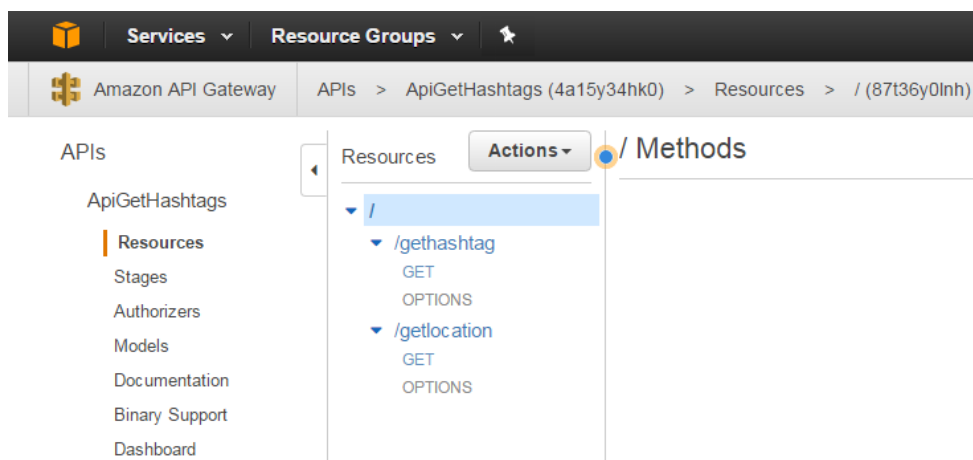 Services Resource Groups
Amazon API Gateway APIs > ApiGetHashtags (4a15y34hk0) > Resources > / (87t36y0lnh)
APIs
ApiGetHashtags
Resources
Stages
Authorizers
Models
Documentation
Binary Support
Dashboard
Resources Actions
/
/gethashtag
GET
OPTIONS
/getlocation
GET
OPTIONS
/ Methods